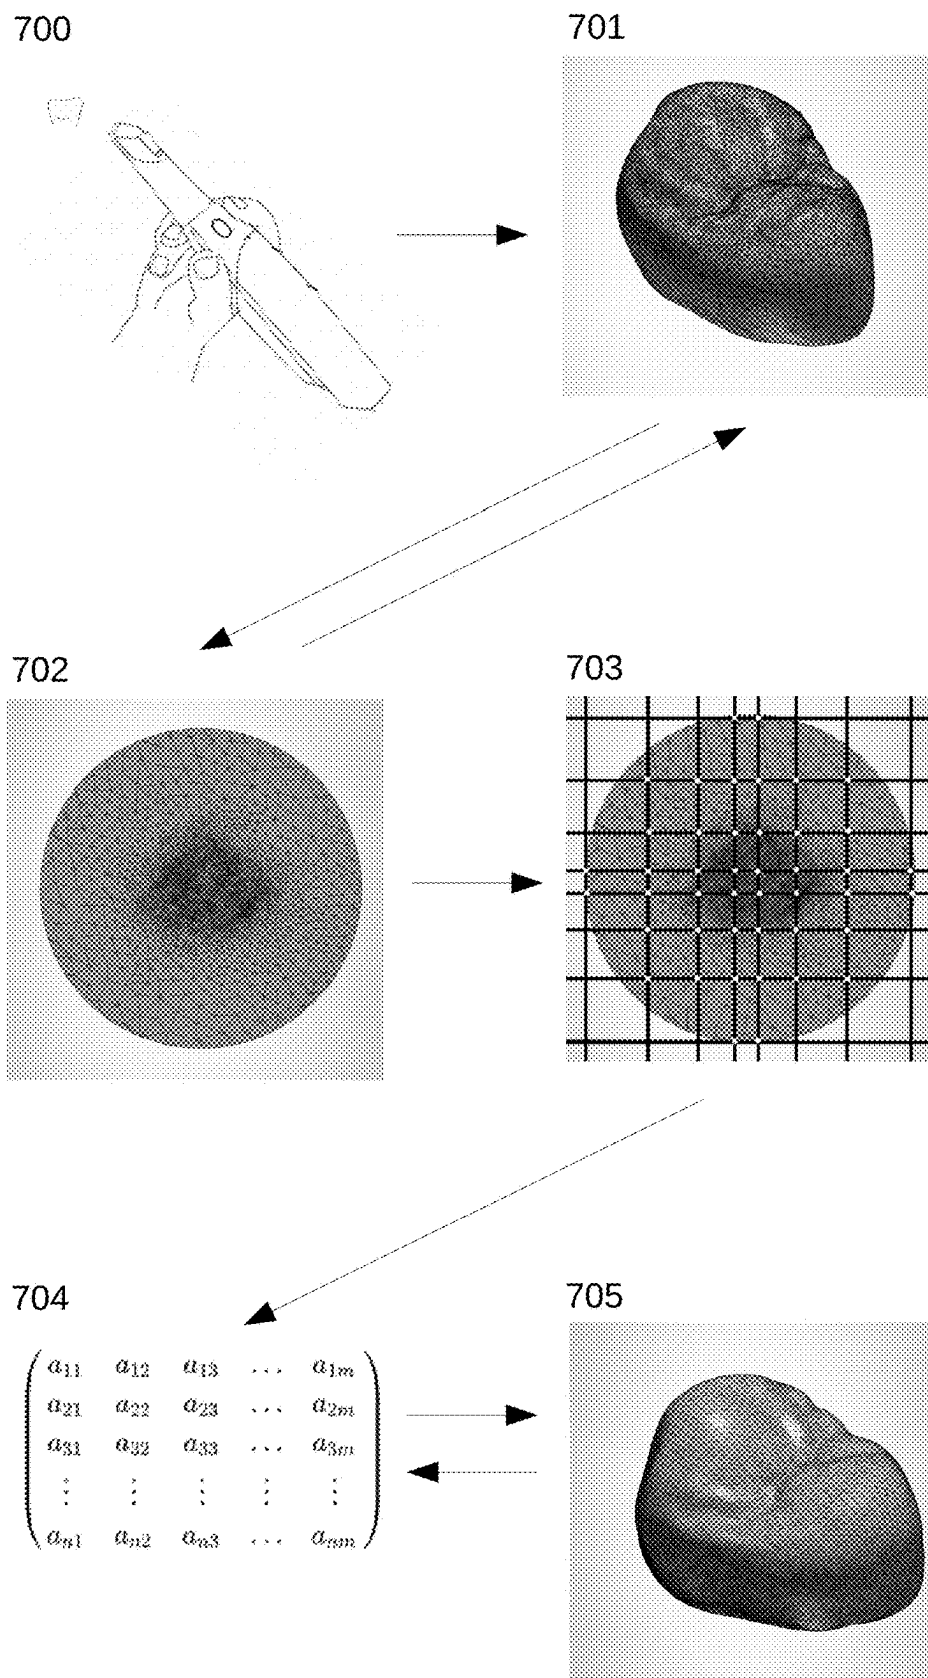 700
701
702
703
704
705
a11 a12 a13 ... a1m
a21 a22 a23 ... a2m
a31 a32 a33 ... a3m
⋮ ⋮ ⋮ ⋮ ⋮
an1 an2 an3 ... anm